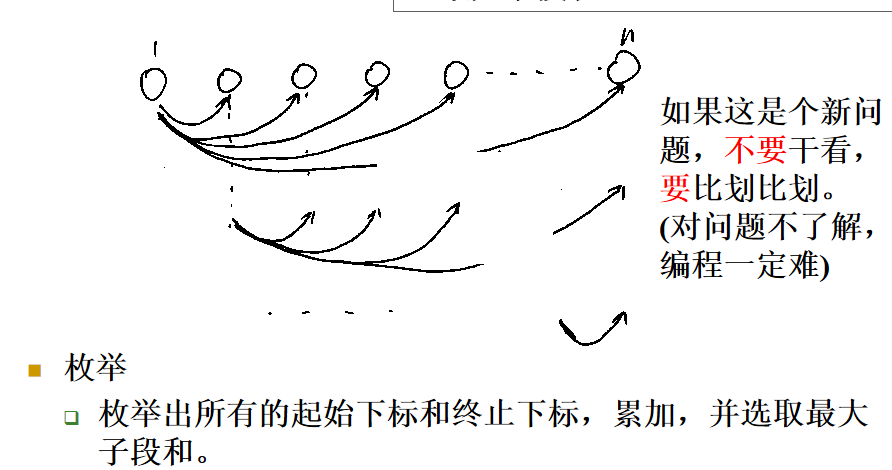 1
n
如果这是个新问
题，不要干看，
要比划比划。
(对问题不了解，
编程一定难)
枚举
枚举出所有的起始下标和终止下标，累加，并选取最大
子段和。